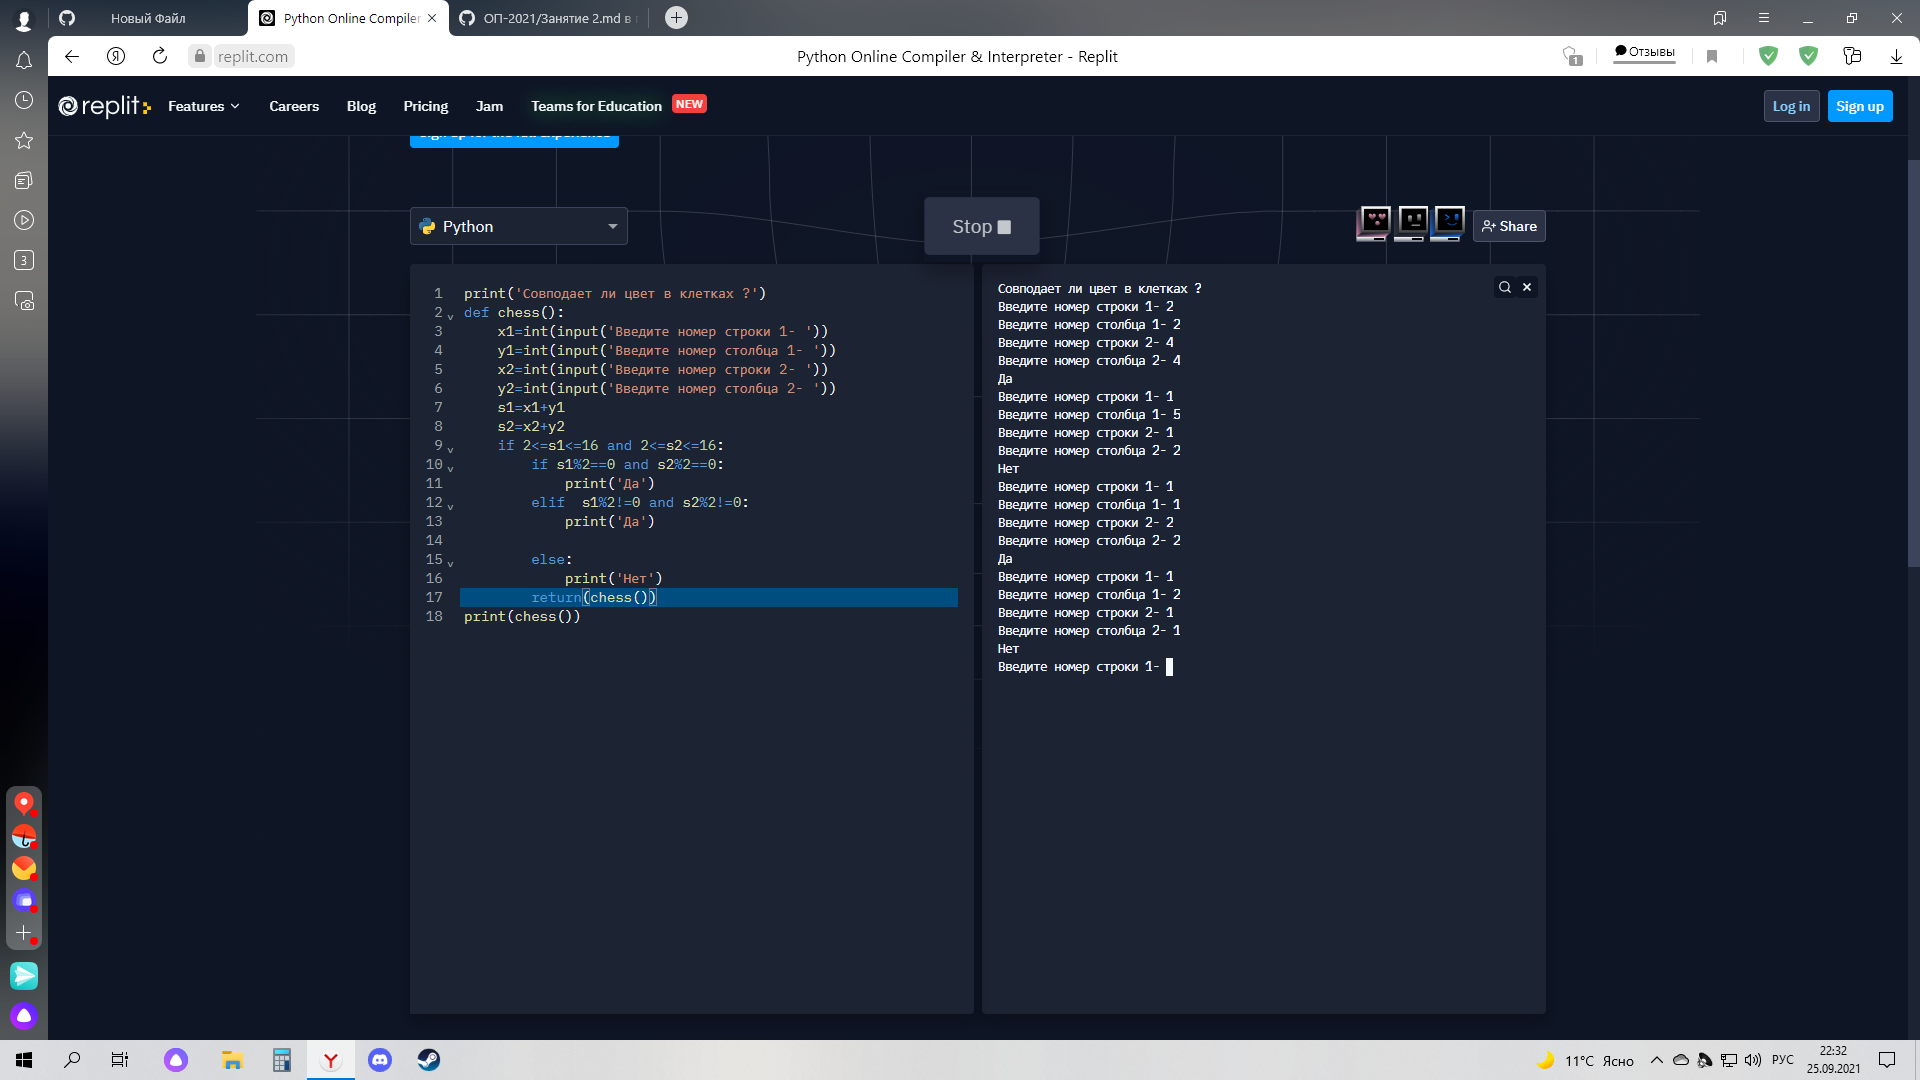 Новый Файл
Python Online Compiler
ОП-2021/Занятие 2.md в
replit.com
Python Online Compiler & Interpreter - Replit
1
Отзывы
replit
Features
Careers
Blog
Pricing
Jam
Teams for Education
NEW
Log in
Sign up
Sign up for the full experience
Python
Stop
Share
1 print('Совподает ли цвет в клетках ?')
2 def chess():
3 x1=int(input('Введите номер строки 1- '))
4 y1=int(input('Введите номер столбца 1- '))
5 x2=int(input('Введите номер строки 2- '))
6 y2=int(input('Введите номер столбца 2- '))
7 s1=x1+y1
8 s2=x2+y2
9 if 2<=s1<=16 and 2<=s2<=16:
10 if s1%2==0 and s2%2==0:
11 print('Да')
12 elif  s1%2!=0 and s2%2!=0:
13 print('Да')
14
15 else:
16 print('Нет')
17 return(chess())
18 print(chess())
Совподает ли цвет в клетках ?
Введите номер строки 1- 2
Введите номер столбца 1- 2
Введите номер строки 2- 4
Введите номер столбца 2- 4
Да
Введите номер строки 1- 1
Введите номер столбца 1- 5
Введите номер строки 2- 1
Введите номер столбца 2- 2
Нет
Введите номер строки 1- 1
Введите номер столбца 1- 1
Введите номер строки 2- 2
Введите номер столбца 2- 2
Да
Введите номер строки 1- 1
Введите номер столбца 1- 2
Введите номер строки 2- 1
Введите номер столбца 2- 1
Нет
Введите номер строки 1-
3
11°C Ясно
РУС
22:32
25.09.2021